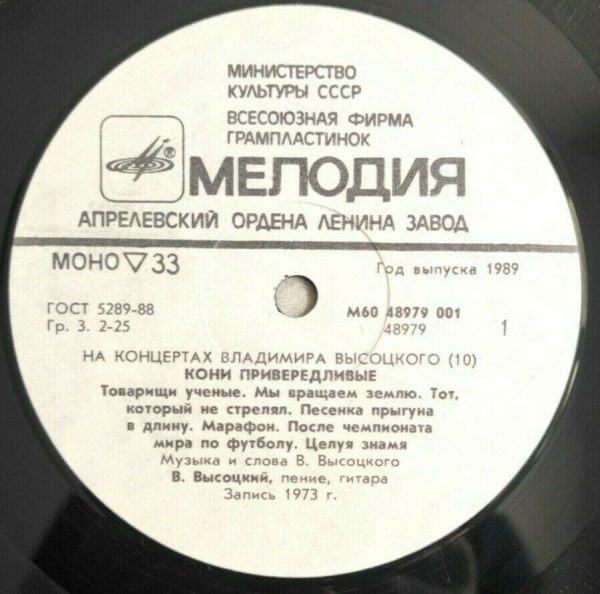 МИНИСТЕРСТВО
КУЛЬТУРЫ СССР
ВСЕСОЮЗНАЯ ФИРМА
ГРАМПЛАСТИНОК
®
МЕЛОДИЯ
АПРЕЛЕВСКИЙ ОРДЕНА ЛЕНИНА ЗАВОД
МОНО ▽ 33
Год выпуска 1989
ГОСТ 5289-88
Гр. 3. 2-25
М60 48979 001
48979
1
НА КОНЦЕРТАХ ВЛАДИМИРА ВЫСОЦКОГО (10)
КОНИ ПРИВЕРЕДЛИВЫЕ
Товарищи ученые. Мы вращаем землю. Тот,
который не стрелял. Песенка прыгуна
в длину. Марафон. После чемпионата
мира по футболу. Целуя знамя
Музыка и слова В. Высоцкого
В. Высоцкий, пение, гитара
Запись 1973 г.